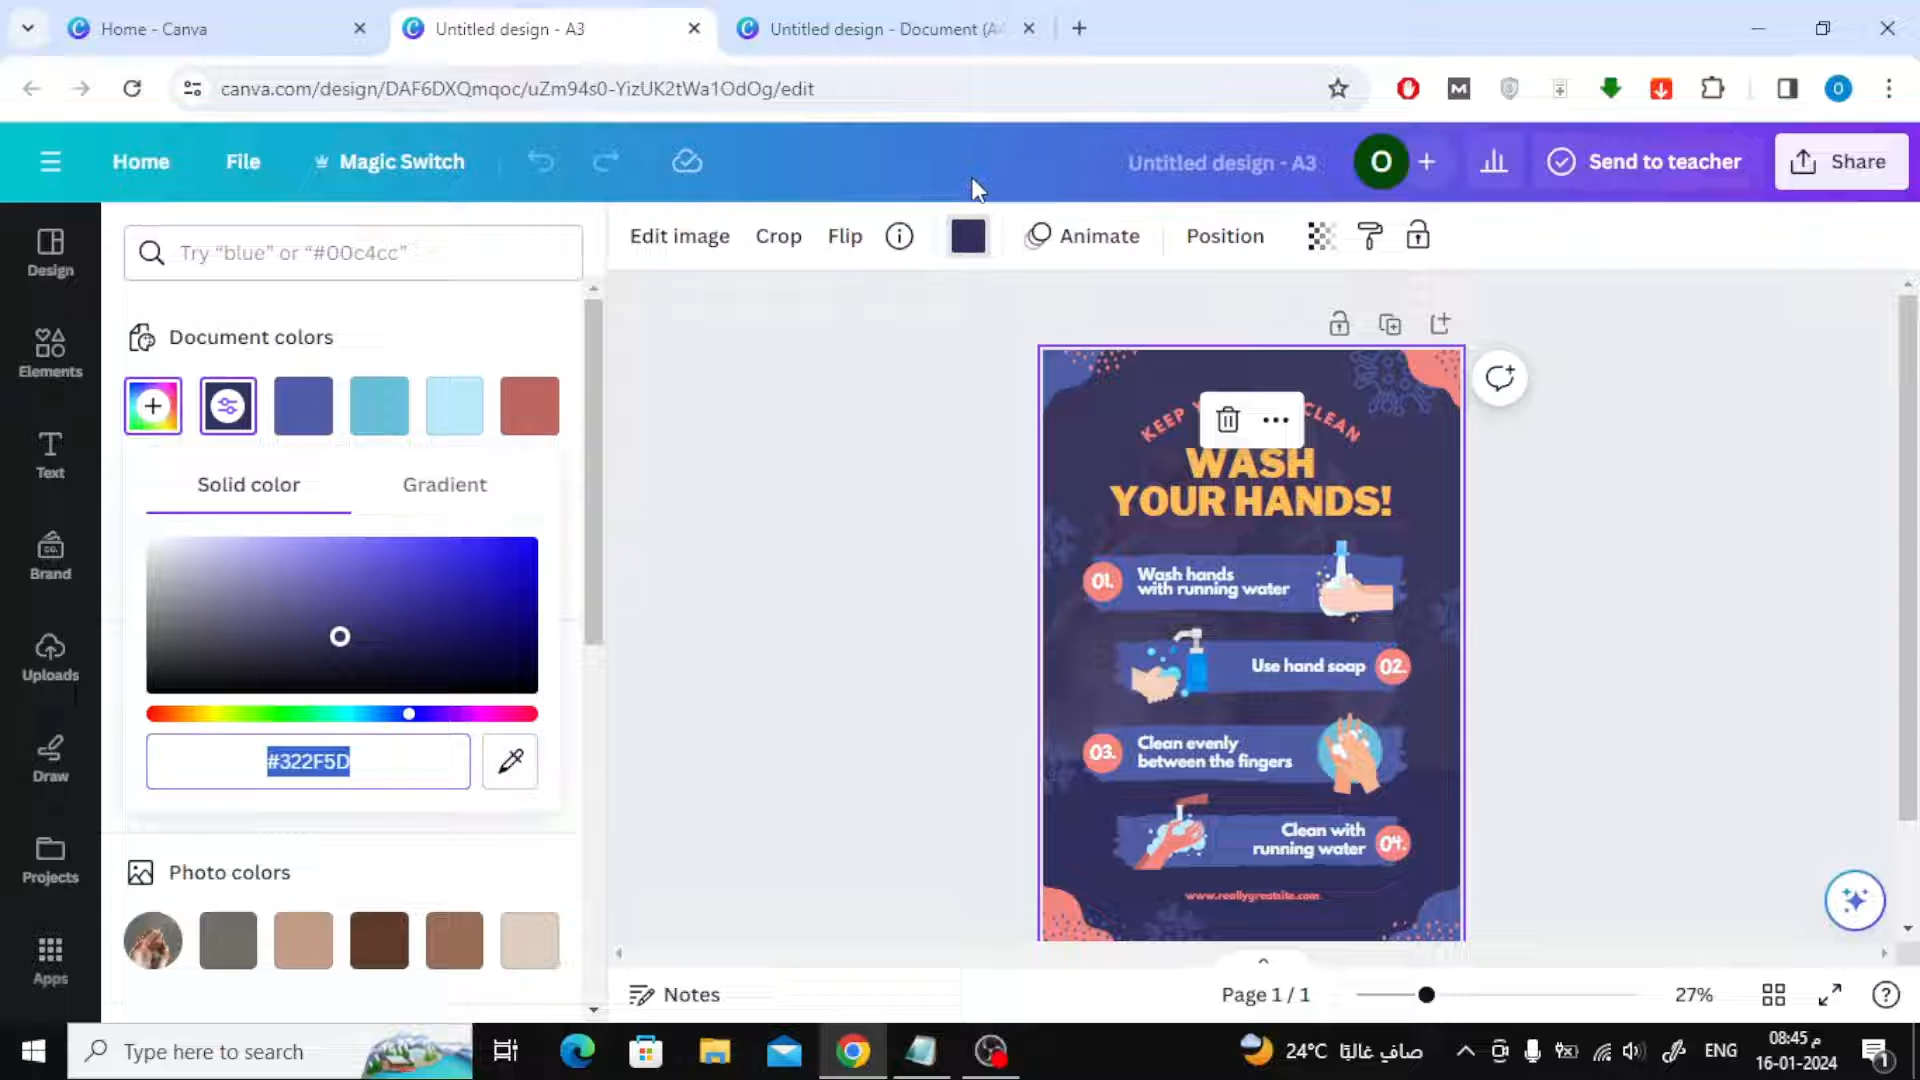 Home - Canva
Untitled design - A3
Untitled design - Document (A4
canva.com/design/DAF6DXQmqoc/uZm94s0-YizUK2tWa1OdOg/edit
Home
File
Magic Switch
Untitled design - A3
O
Send to teacher
Share
Design
Elements
Text
Brand
Uploads
Draw
Projects
Apps
Try “blue” or “#00c4cc”
Document colors
Solid color
Gradient
#322F5D
Photo colors
Edit image
Crop
Flip
Animate
Position
KEEP
CLEAN
WASH
YOUR HANDS!
01.
Wash hands
with running water
Use hand soap
02.
03.
Clean evenly
between the fingers
Clean with
running water
04.
www.reallygreatsite.com
Notes
Page 1 / 1
27%
Type here to search
24°C
صافٍ غالبًا
ENG
08:45 م
16-01-2024
1